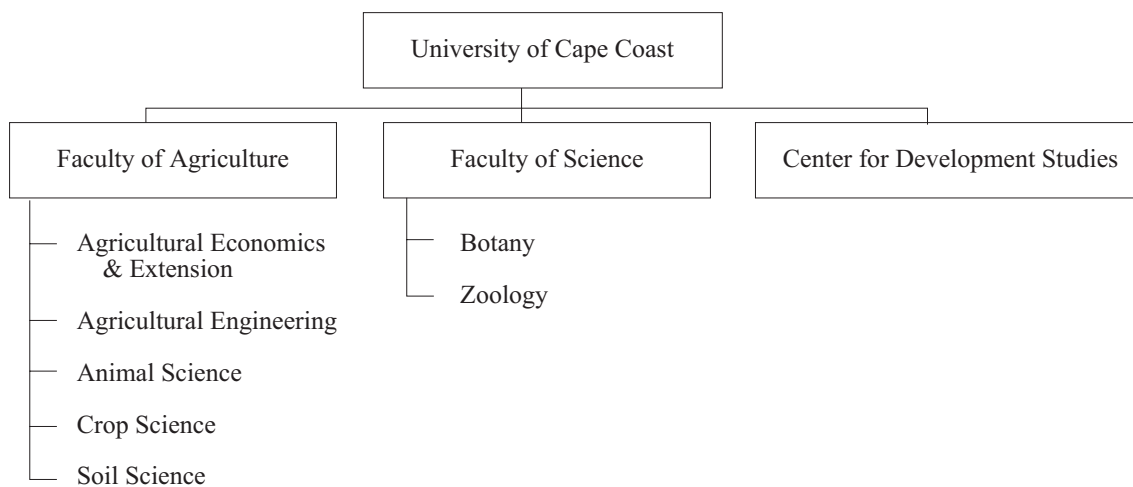 University of Cape Coast
Faculty of Agriculture
Agricultural Economics
& Extension
Agricultural Engineering
Animal Science
Crop Science
Soil Science
Faculty of Science
Botany
Zoology
Center for Development Studies